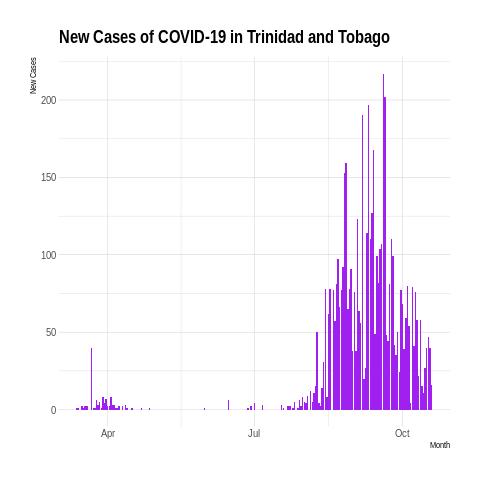 New Cases of COVID-19 in Trinidad and Tobago
New Cases
200
150
100
50
0
Apr
Jul
Oct
Month